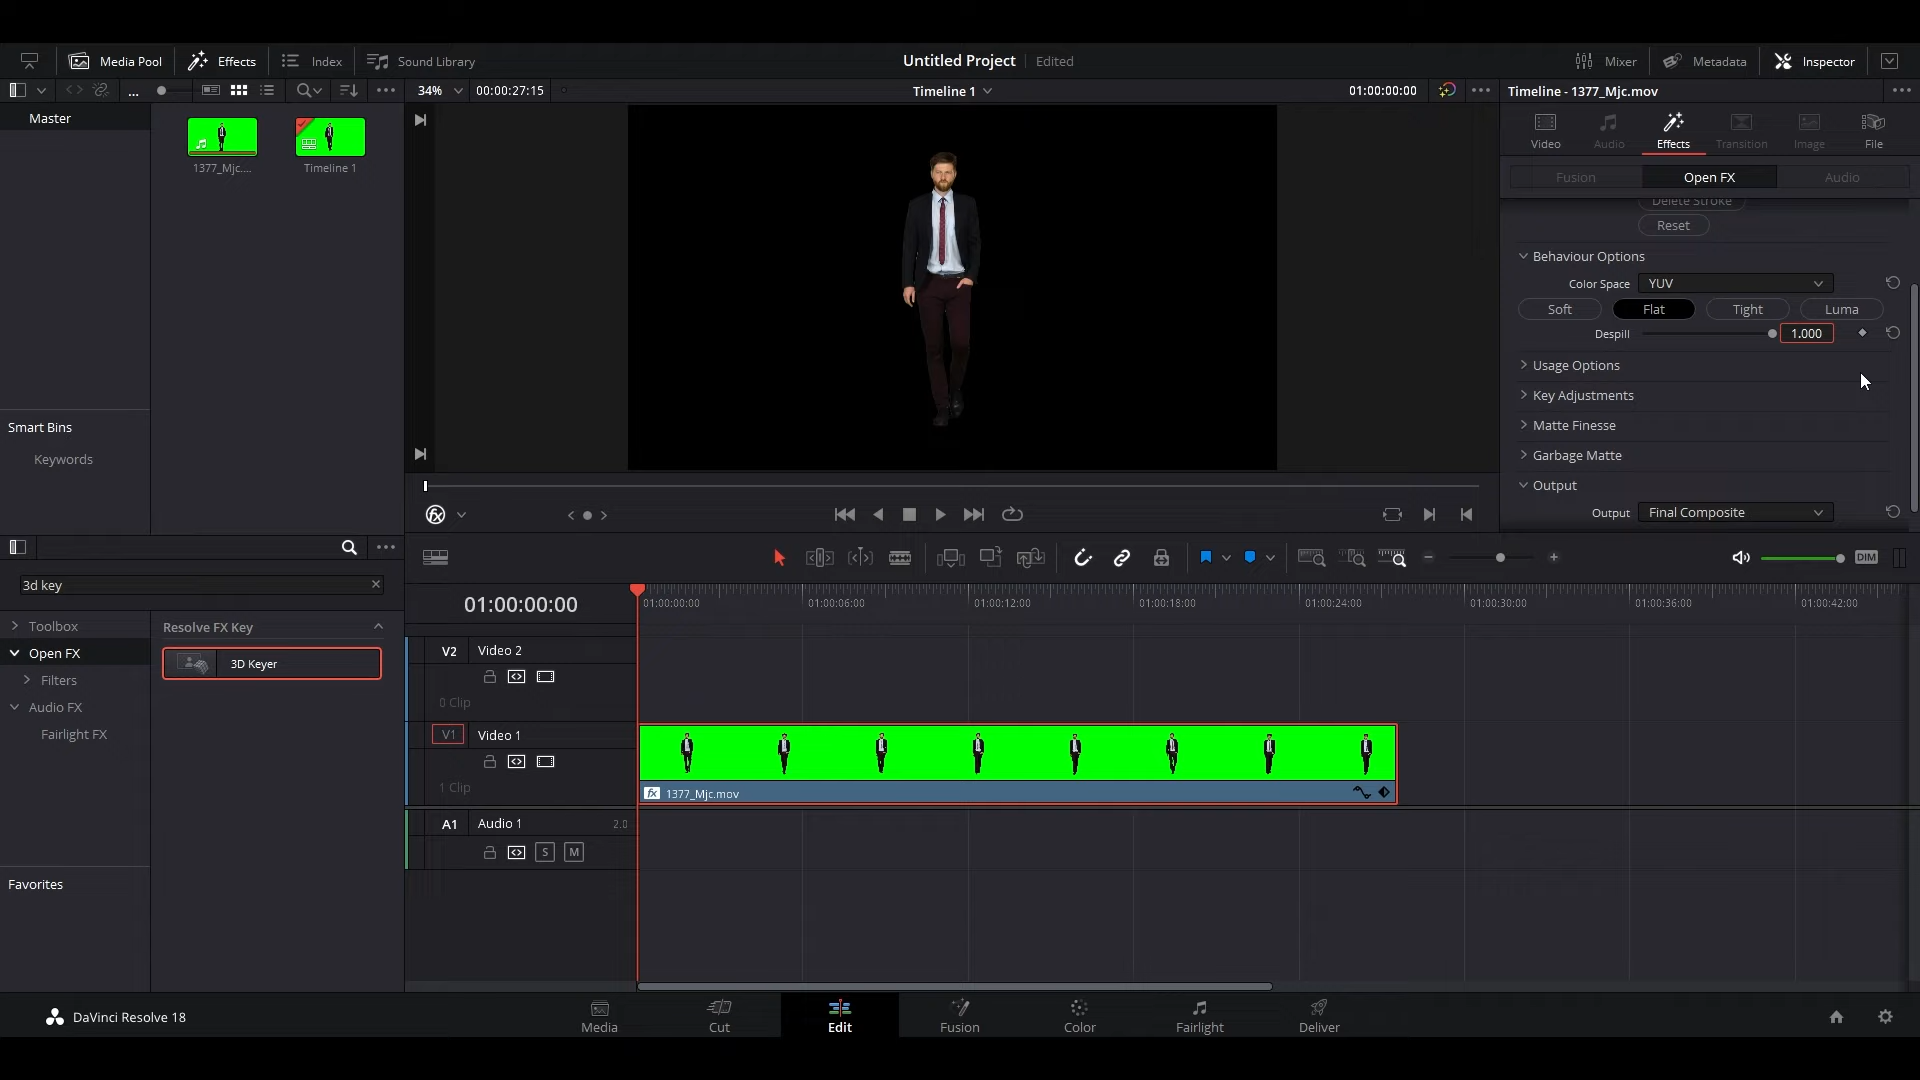 Media Pool
Effects
Index
Sound Library
Untitled Project
Edited
Mixer
Metadata
Inspector
34%
00:00:27:15
Timeline 1
01:00:00:00
Timeline - 1377_Mjc.mov
Master
1377_Mjc....
Timeline 1
Video
Audio
Effects
Transition
Image
File
Fusion
Open FX
Audio
Delete Stroke
Reset
Behaviour Options
Color Space
YUV
Soft
Flat
Tight
Luma
Despill
1.000
Usage Options
Key Adjustments
Matte Finesse
Garbage Matte
Output
Output
Final Composite
Smart Bins
Keywords
3d key
Toolbox
Open FX
Filters
Audio FX
Fairlight FX
Favorites
Resolve FX Key
3D Keyer
DIM
01:00:00:00
01:00:00:00
01:00:06:00
01:00:12:00
01:00:18:00
01:00:24:00
01:00:30:00
01:00:36:00
01:00:42:00
V2
Video 2
0 Clip
V1
Video 1
1 Clip
fx
1377_Mjc.mov
A1
Audio 1
2.0
S
M
DaVinci Resolve 18
Media
Cut
Edit
Fusion
Color
Fairlight
Deliver